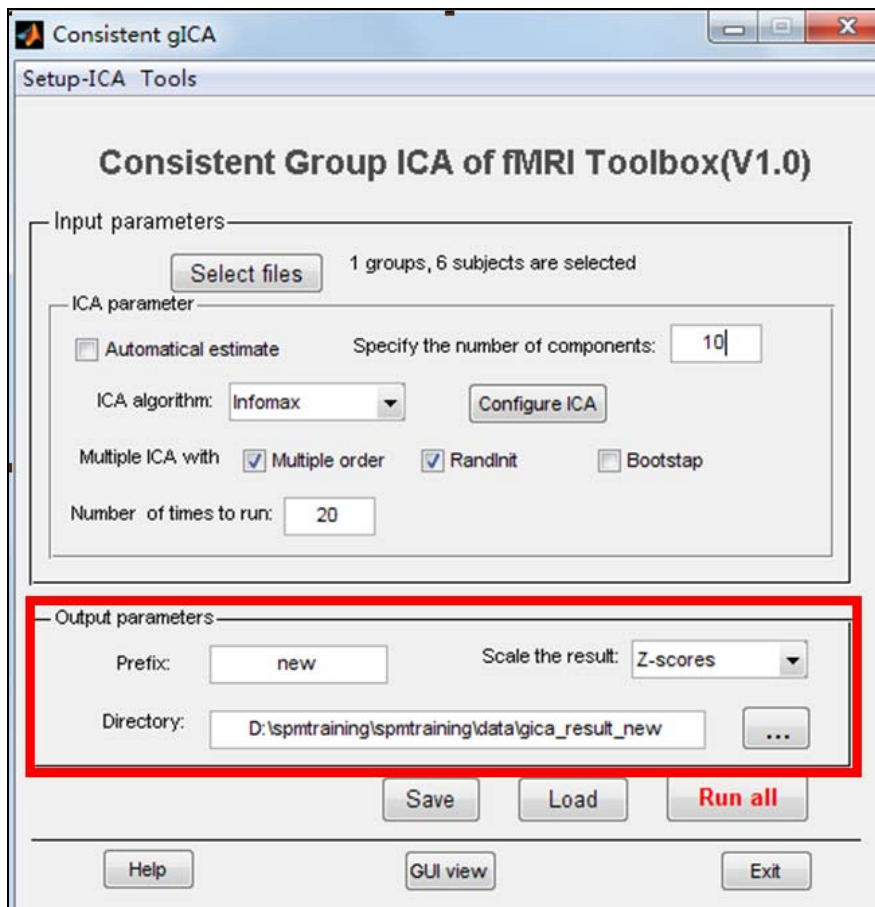 Consistent gICA
Setup-ICA Tools
Consistent Group ICA of fMRI Toolbox(V1.0)
Input parameters
Select files 1 groups, 6 subjects are selected
ICA parameter
Automatical estimate Specify the number of components: 10
ICA algorithm: Infomax Configure ICA
Multiple ICA with Multiple order RandInit Bootstap
Number of times to run: 20
Output parameters
Prefix: new Scale the result: Z-scores
Directory: D:\spmtraining\spmtraining\data\gica_result_new ...
Save Load Run all
Help GUI view Exit